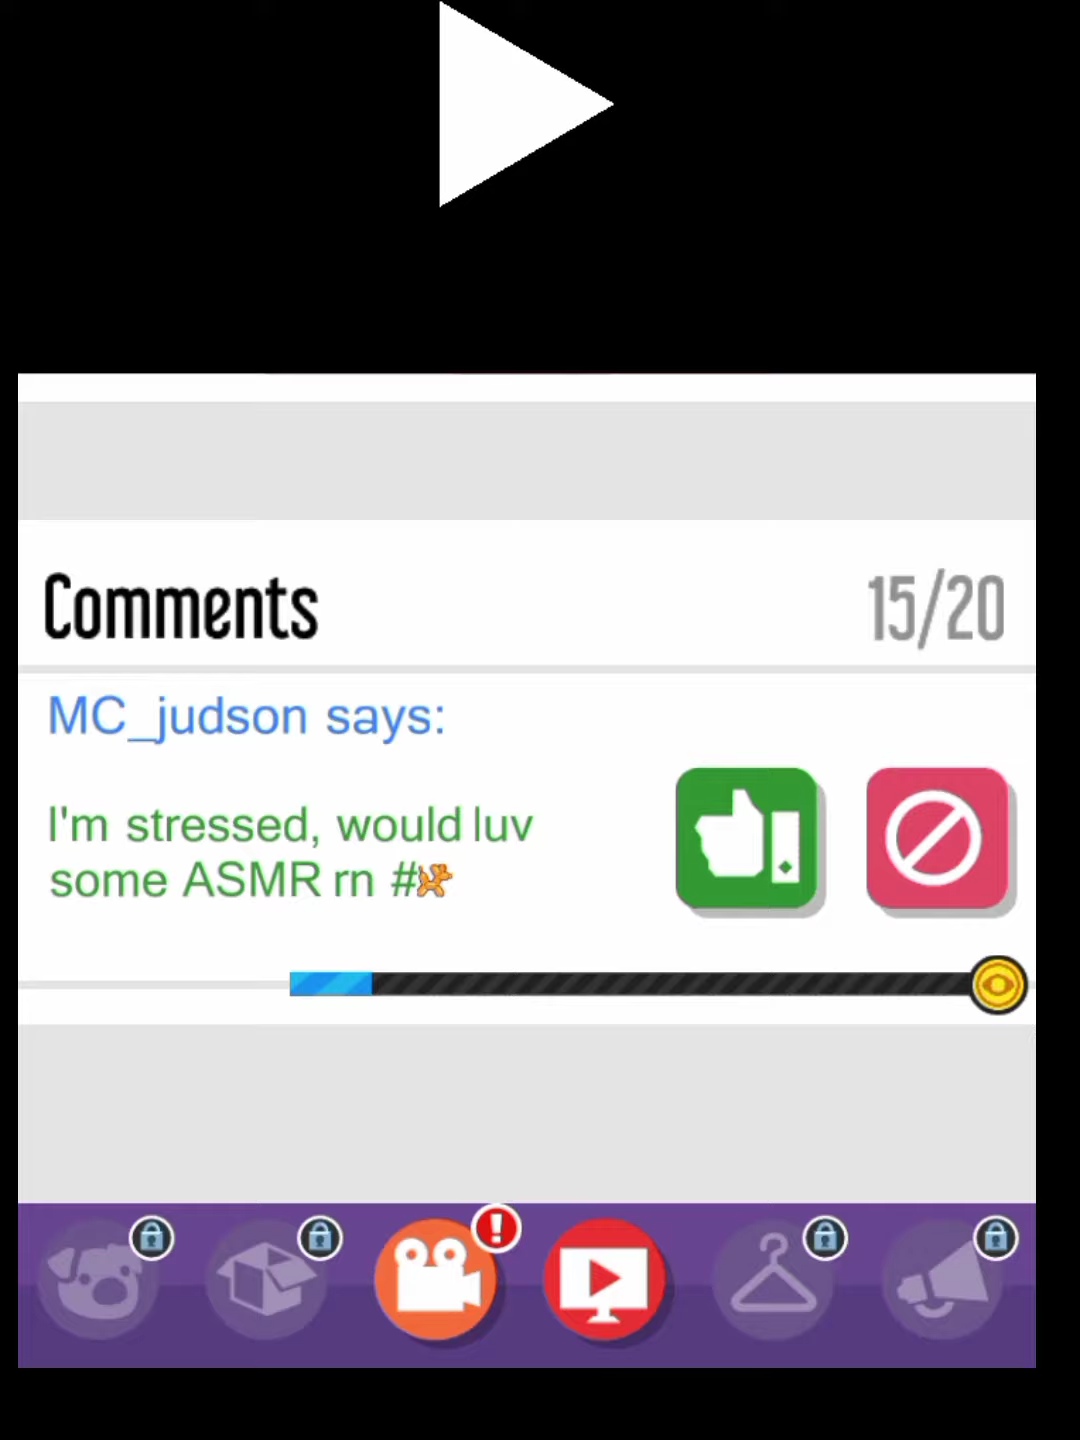 Comments 15/20
MC_judson says:
I'm stressed, would luv
some ASMR rn #